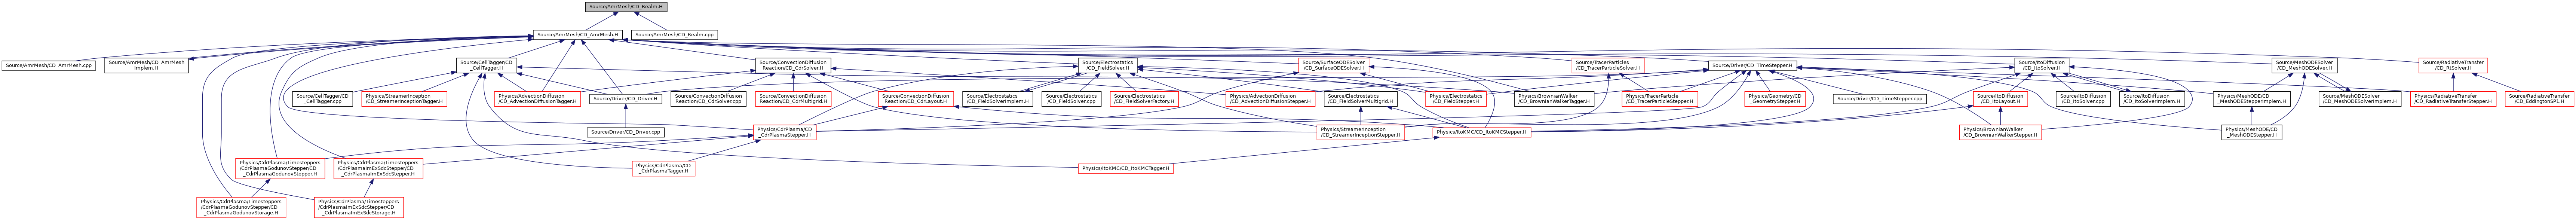 Source/AmrMesh/CD_Realm.H
Source/AmrMesh/CD_AmrMesh.H
Source/AmrMesh/CD_Realm.cpp
Source/AmrMesh/CD_AmrMesh.cpp
Source/AmrMesh/CD_AmrMesh
Implem.H
Source/CellTagger/CD
_CellTagger.H
Source/ConvectionDiffusion
Reaction/CD_CdrSolver.H
Source/Electrostatics
/CD_FieldSolver.H
Source/SurfaceODESolver
/CD_SurfaceODESolver.H
Source/TracerParticles
/CD_TracerParticleSolver.H
Source/Driver/CD_TimeStepper.H
Source/ItoDiffusion
/CD_ItoSolver.H
Source/MeshODESolver
/CD_MeshODESolver.H
Source/RadiativeTransfer
/CD_RtSolver.H
Source/CellTagger/CD
_CellTagger.cpp
Physics/StreamerInception
/CD_StreamerInceptionTagger.H
Physics/AdvectionDiffusion
/CD_AdvectionDiffusionTagger.H
Source/Driver/CD_Driver.H
Source/ConvectionDiffusion
Reaction/CD_CdrSolver.cpp
Source/ConvectionDiffusion
Reaction/CD_CdrMultigrid.H
Source/ConvectionDiffusion
Reaction/CD_CdrLayout.H
Source/Electrostatics
/CD_FieldSolverImplem.H
Source/Electrostatics
/CD_FieldSolver.cpp
Source/Electrostatics
/CD_FieldSolverFactory.H
Physics/AdvectionDiffusion
/CD_AdvectionDiffusionStepper.H
Source/Electrostatics
/CD_FieldSolverMultigrid.H
Physics/Electrostatics
/CD_FieldStepper.H
Physics/BrownianWalker
/CD_BrownianWalkerTagger.H
Physics/TracerParticle
/CD_TracerParticleStepper.H
Physics/Geometry/CD
_GeometryStepper.H
Source/Driver/CD_TimeStepper.cpp
Source/ItoDiffusion
/CD_ItoLayout.H
Source/ItoDiffusion
/CD_ItoSolver.cpp
Source/ItoDiffusion
/CD_ItoSolverImplem.H
Physics/MeshODE/CD
_MeshODEStepperImplem.H
Source/MeshODESolver
/CD_MeshODESolverImplem.H
Physics/RadiativeTransfer
/CD_RadiativeTransferStepper.H
Source/RadiativeTransfer
/CD_EddingtonSP1.H
Source/Driver/CD_Driver.cpp
Physics/CdrPlasma/CD
_CdrPlasmaStepper.H
Physics/StreamerInception
/CD_StreamerInceptionStepper.H
Physics/ItoKMC/CD_ItoKMCStepper.H
Physics/BrownianWalker
/CD_BrownianWalkerStepper.H
Physics/MeshODE/CD
_MeshODEStepper.H
Physics/CdrPlasma/Timesteppers
/CdrPlasmaGodunovStepper/CD
_CdrPlasmaGodunovStepper.H
Physics/CdrPlasma/Timesteppers
/CdrPlasmaImExSdcStepper/CD
_CdrPlasmaImExSdcStepper.H
Physics/CdrPlasma/CD
_CdrPlasmaTagger.H
Physics/ItoKMC/CD_ItoKMCTagger.H
Physics/CdrPlasma/Timesteppers
/CdrPlasmaGodunovStepper/CD
_CdrPlasmaGodunovStorage.H
Physics/CdrPlasma/Timesteppers
/CdrPlasmaImExSdcStepper/CD
_CdrPlasmaImExSdcStorage.H